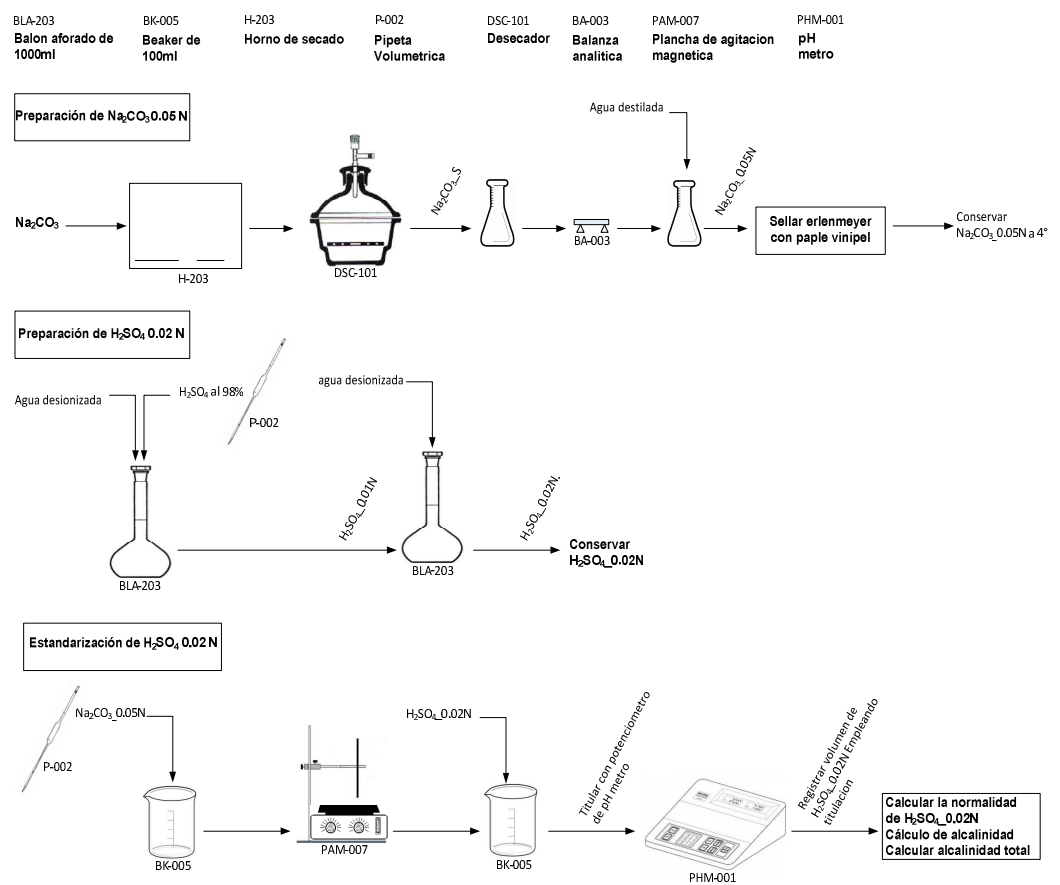 BLA-203
Balon aforado de
1000ml
BK-005
Beaker de
100ml
H-203
Horno de secado
P-002
Pipeta
Volumetrica
DSC-101
Desecador
BA-003
Balanza
analitica
PAM-007
Plancha de agitacion
magnetica
PHM-001
pH
metro
Preparación de Na₂CO₃ 0.05 N
Na₂CO₃
H-203
DSC-101
Na₂CO₃_S
BA-003
Agua destilada
Na₂CO₃_0.05N
Sellar erlenmeyer
con paple vinipel
Conservar
Na₂CO₃_0.05N a 4°
Preparación de H₂SO₄ 0.02 N
Agua desionizada
H₂SO₄ al 98%
P-002
BLA-203
H₂SO₄_0.01N
agua desionizada
BLA-203
H₂SO₄_0.02N.
Conservar
H₂SO₄_0.02N
Estandarización de H₂SO₄ 0.02 N
P-002
Na₂CO₃_0.05N
BK-005
PAM-007
H₂SO₄_0.02N
BK-005
Titular con potenciometro
de pH metro
PHM-001
Registrar volumen de
H₂SO₄_0.02N Empleando
titulacion
Calcular la normalidad
de H₂SO₄_0.02N
Cálculo de alcalinidad
Calcular alcalinidad total